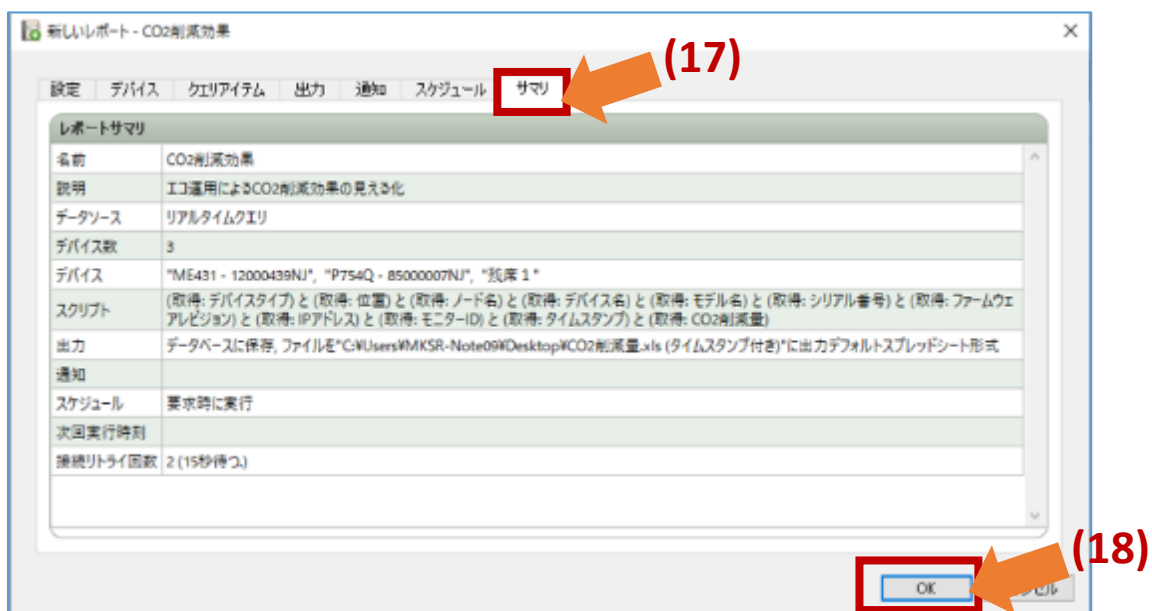 新しいレポート - CO2削減効果
(17)
設定 デバイス クエリアイテム 出力 通知 スケジュール サマリ
レポートサマリ
名前 CO2削減効果
説明 エコ運用によるCO2削減効果の見える化
データソース リアルタイムクエリ
デバイス数 3
デバイス "ME431 - 12000439NJ", "P754Q - 85000007NJ", "残席 1"
スクリプト (取得: デバイスタイプ) と (取得: 位置) と (取得: ノード名) と (取得: デバイス名) と (取得: モデル名) と (取得: シリアル番号) と (取得: ファームウェ
アレビジョン) と (取得: IPアドレス) と (取得: モニターID) と (取得: タイムスタンプ) と (取得: CO2削減量)
出力 データベースに保存, ファイルを"C:¥Users¥MKSR-Note09¥Desktop¥CO2削減量.xls (タイムスタンプ付き)"に出力デフォルトスプレッドシート形式
通知
スケジュール 要求時に実行
次回実行時刻
接続リトライ回数 2 (15秒待つ.)
(18)
OK